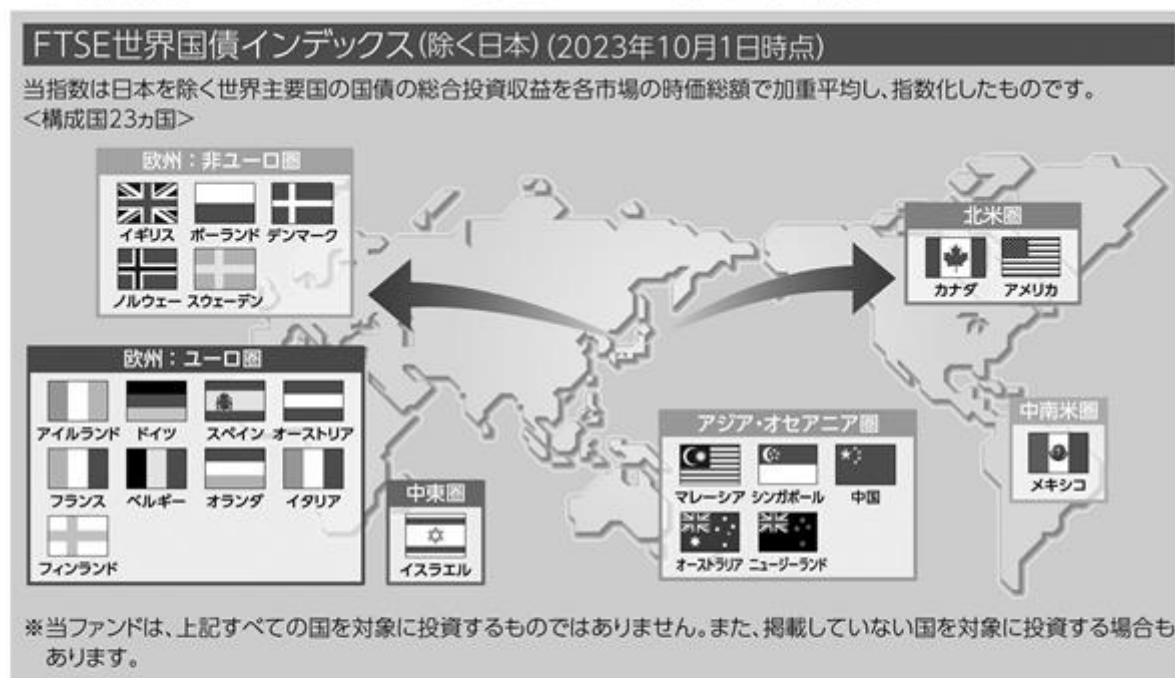 FTSE世界国債インデックス(除く日本)(2023年10月1日時点)
当指数は日本を除く世界主要国の国債の総合投資収益を各市場の時価総額で加重平均し、指数化したものです。
<構成国23ヵ国>
欧州:非ユーロ圏
イギリス ポーランド デンマーク
ノルウェー スウェーデン
北米圏
カナダ アメリカ
欧州:ユーロ圏
アイルランド ドイツ スペイン オーストリア
フランス ベルギー オランダ イタリア
フィンランド
中東圏
イスラエル
アジア・オセアニア圏
マレーシア シンガポール 中国
オーストラリア ニュージーランド
中南米圏
メキシコ
※当ファンドは、上記すべての国を対象に投資するものではありません。また、掲載していない国を対象に投資する場合も
あります。